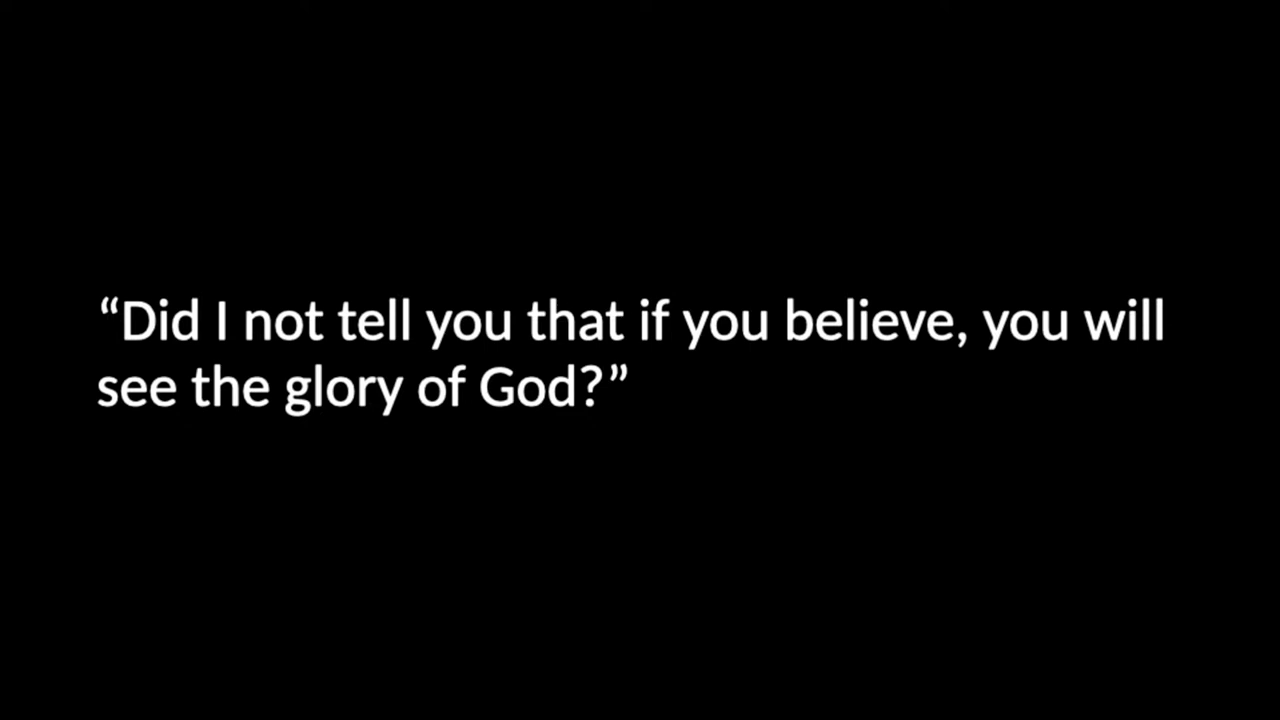 “Did I not tell you that if you believe, you will
see the glory of God?”